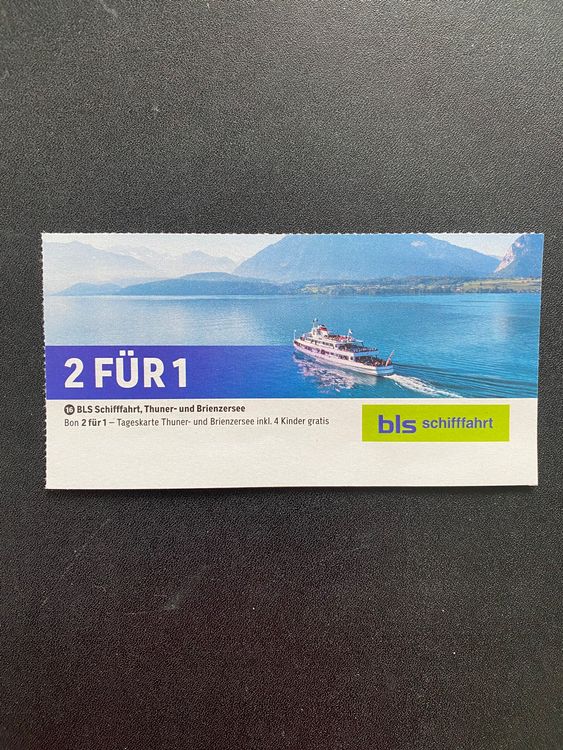 2 FÜR 1
16 BLS Schifffahrt, Thuner- und Brienzersee
Bon 2 für 1 – Tageskarte Thuner- und Brienzersee inkl. 4 Kinder gratis
bls schifffahrt